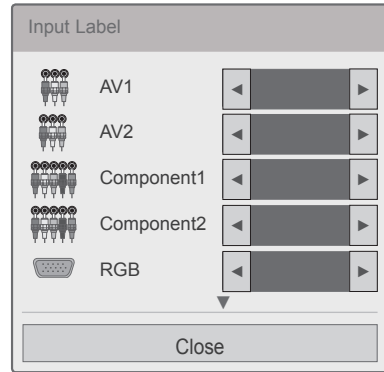 Input Label
AV1
AV2
Component1
Component2
RGB
Close